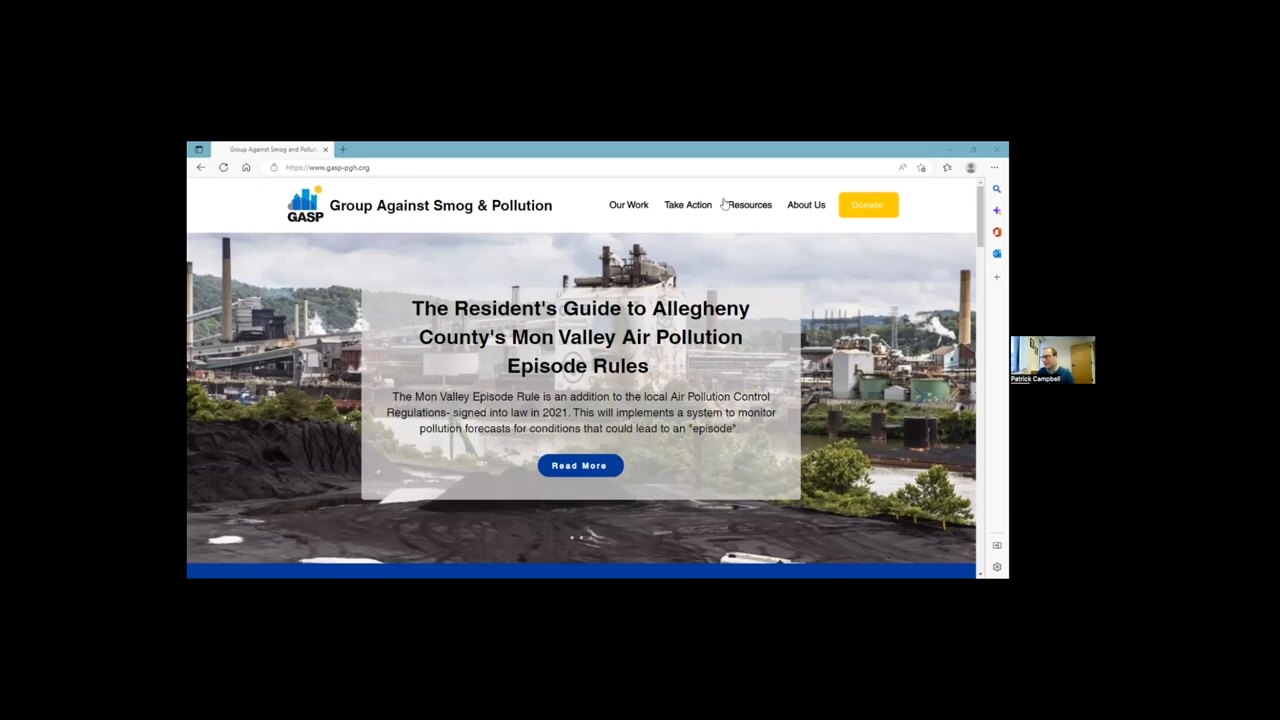 Group Against Smog and Pollut
https://www.gasp-pgh.org
GASP
Group Against Smog & Pollution
Our Work
Take Action
Resources
About Us
Donate
The Resident's Guide to Allegheny
County's Mon Valley Air Pollution
Episode Rules
The Mon Valley Episode Rule is an addition to the local Air Pollution Control
Regulations- signed into law in 2021. This will implements a system to monitor
pollution forecasts for conditions that could lead to an "episode".
Read More
Patrick Campbell